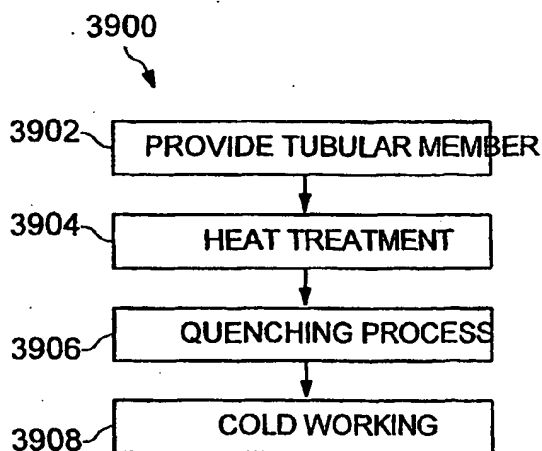 3900
3902 PROVIDE TUBULAR MEMBER
3904 HEAT TREATMENT
3906 QUENCHING PROCESS
3908 COLD WORKING